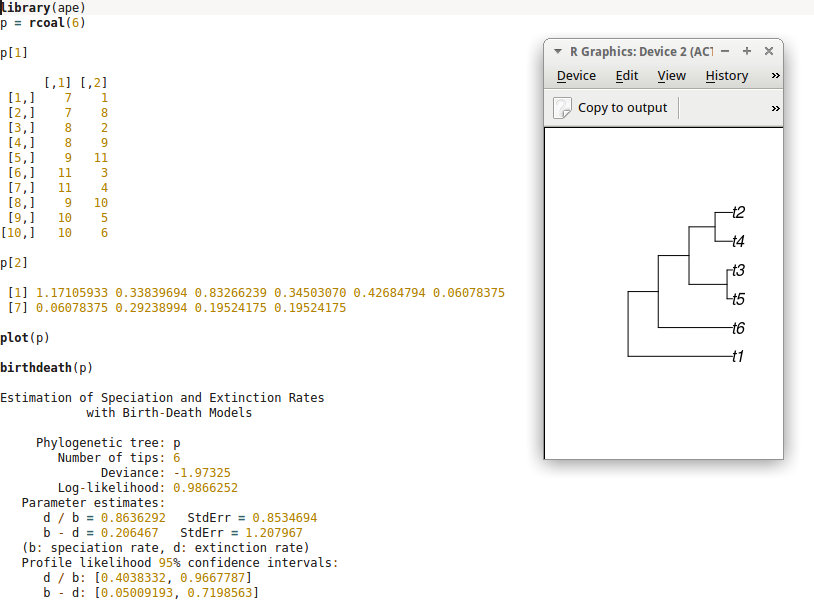 library(ape)
p = rcoal(6)
p[1]
[,1] [,2]
[1,] 7 1
[2,] 7 8
[3,] 8 2
[4,] 8 9
[5,] 9 11
[6,] 11 3
[7,] 11 4
[8,] 9 10
[9,] 10 5
[10,] 10 6
p[2]
[1] 1.17105933 0.33839694 0.83266239 0.34503070 0.42684794 0.06078375
[7] 0.06078375 0.29238994 0.19524175 0.19524175
plot(p)
birthdeath(p)
Estimation of Speciation and Extinction Rates
with Birth-Death Models
Phylogenetic tree: p
Number of tips: 6
Deviance: -1.97325
Log-likelihood: 0.9866252
Parameter estimates:
d / b = 0.8636292 StdErr = 0.8534694
b - d = 0.206467 StdErr = 1.207967
(b: speciation rate, d: extinction rate)
Profile likelihood 95% confidence intervals:
d / b: [0.4038332, 0.9667787]
b - d: [0.05009193, 0.7198563]
R Graphics: Device 2 (ACT
Device Edit View History »
Copy to output »
t2
t4
t3
t5
t6
t1